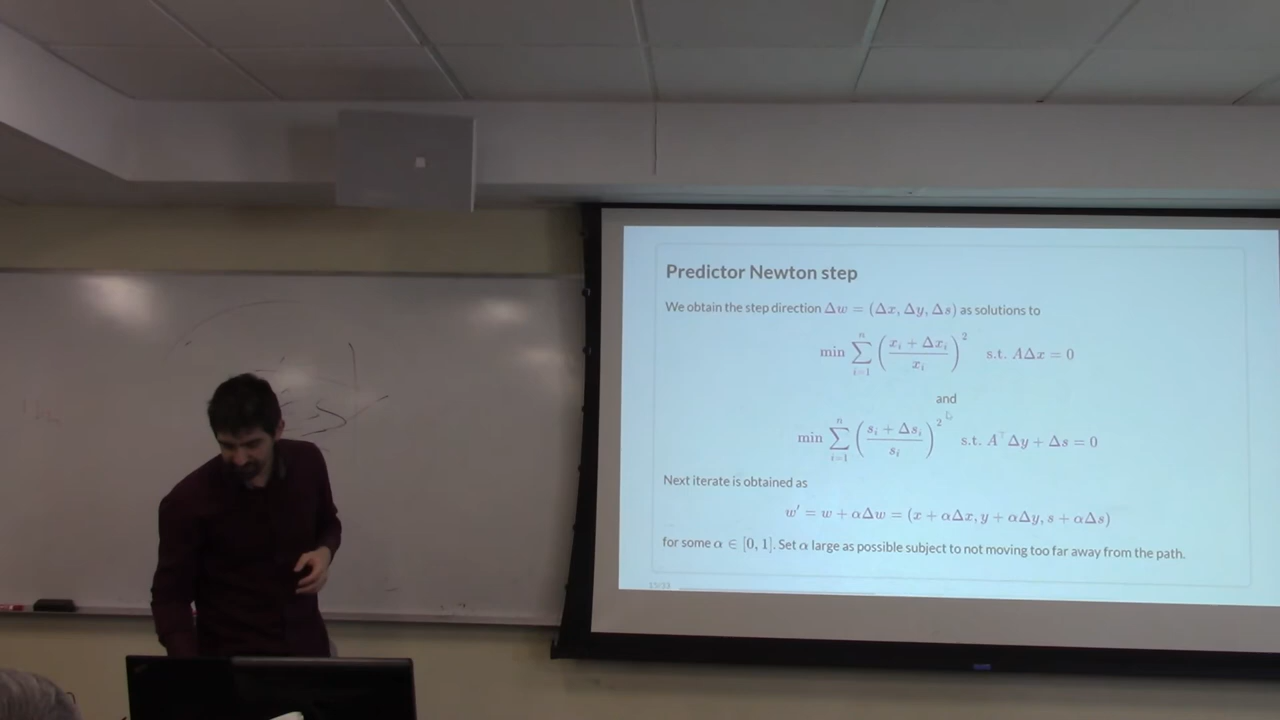 Predictor Newton step
We obtain the step direction Δw = (Δx, Δy, Δs) as solutions to
min ∑_{i=1}^{n} ( (x_i + Δx_i) / x_i )^2 s.t. AΔx = 0
and
min ∑_{i=1}^{n} ( (s_i + Δs_i) / s_i )^2 s.t. A^⊤Δy + Δs = 0
Next iterate is obtained as
w' = w + αΔw = (x + αΔx, y + αΔy, s + αΔs)
for some α ∈ [0, 1]. Set α large as possible subject to not moving too far away from the path.